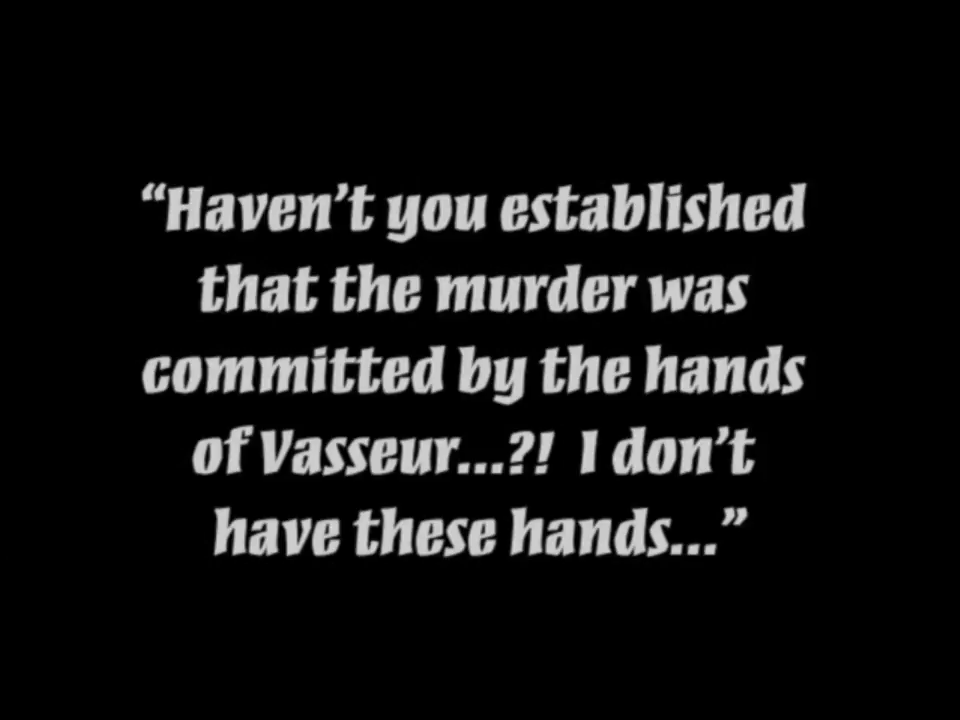 “Haven’t you established
that the murder was
committed by the hands
of Vasseur...?!  I don’t
have these hands...”